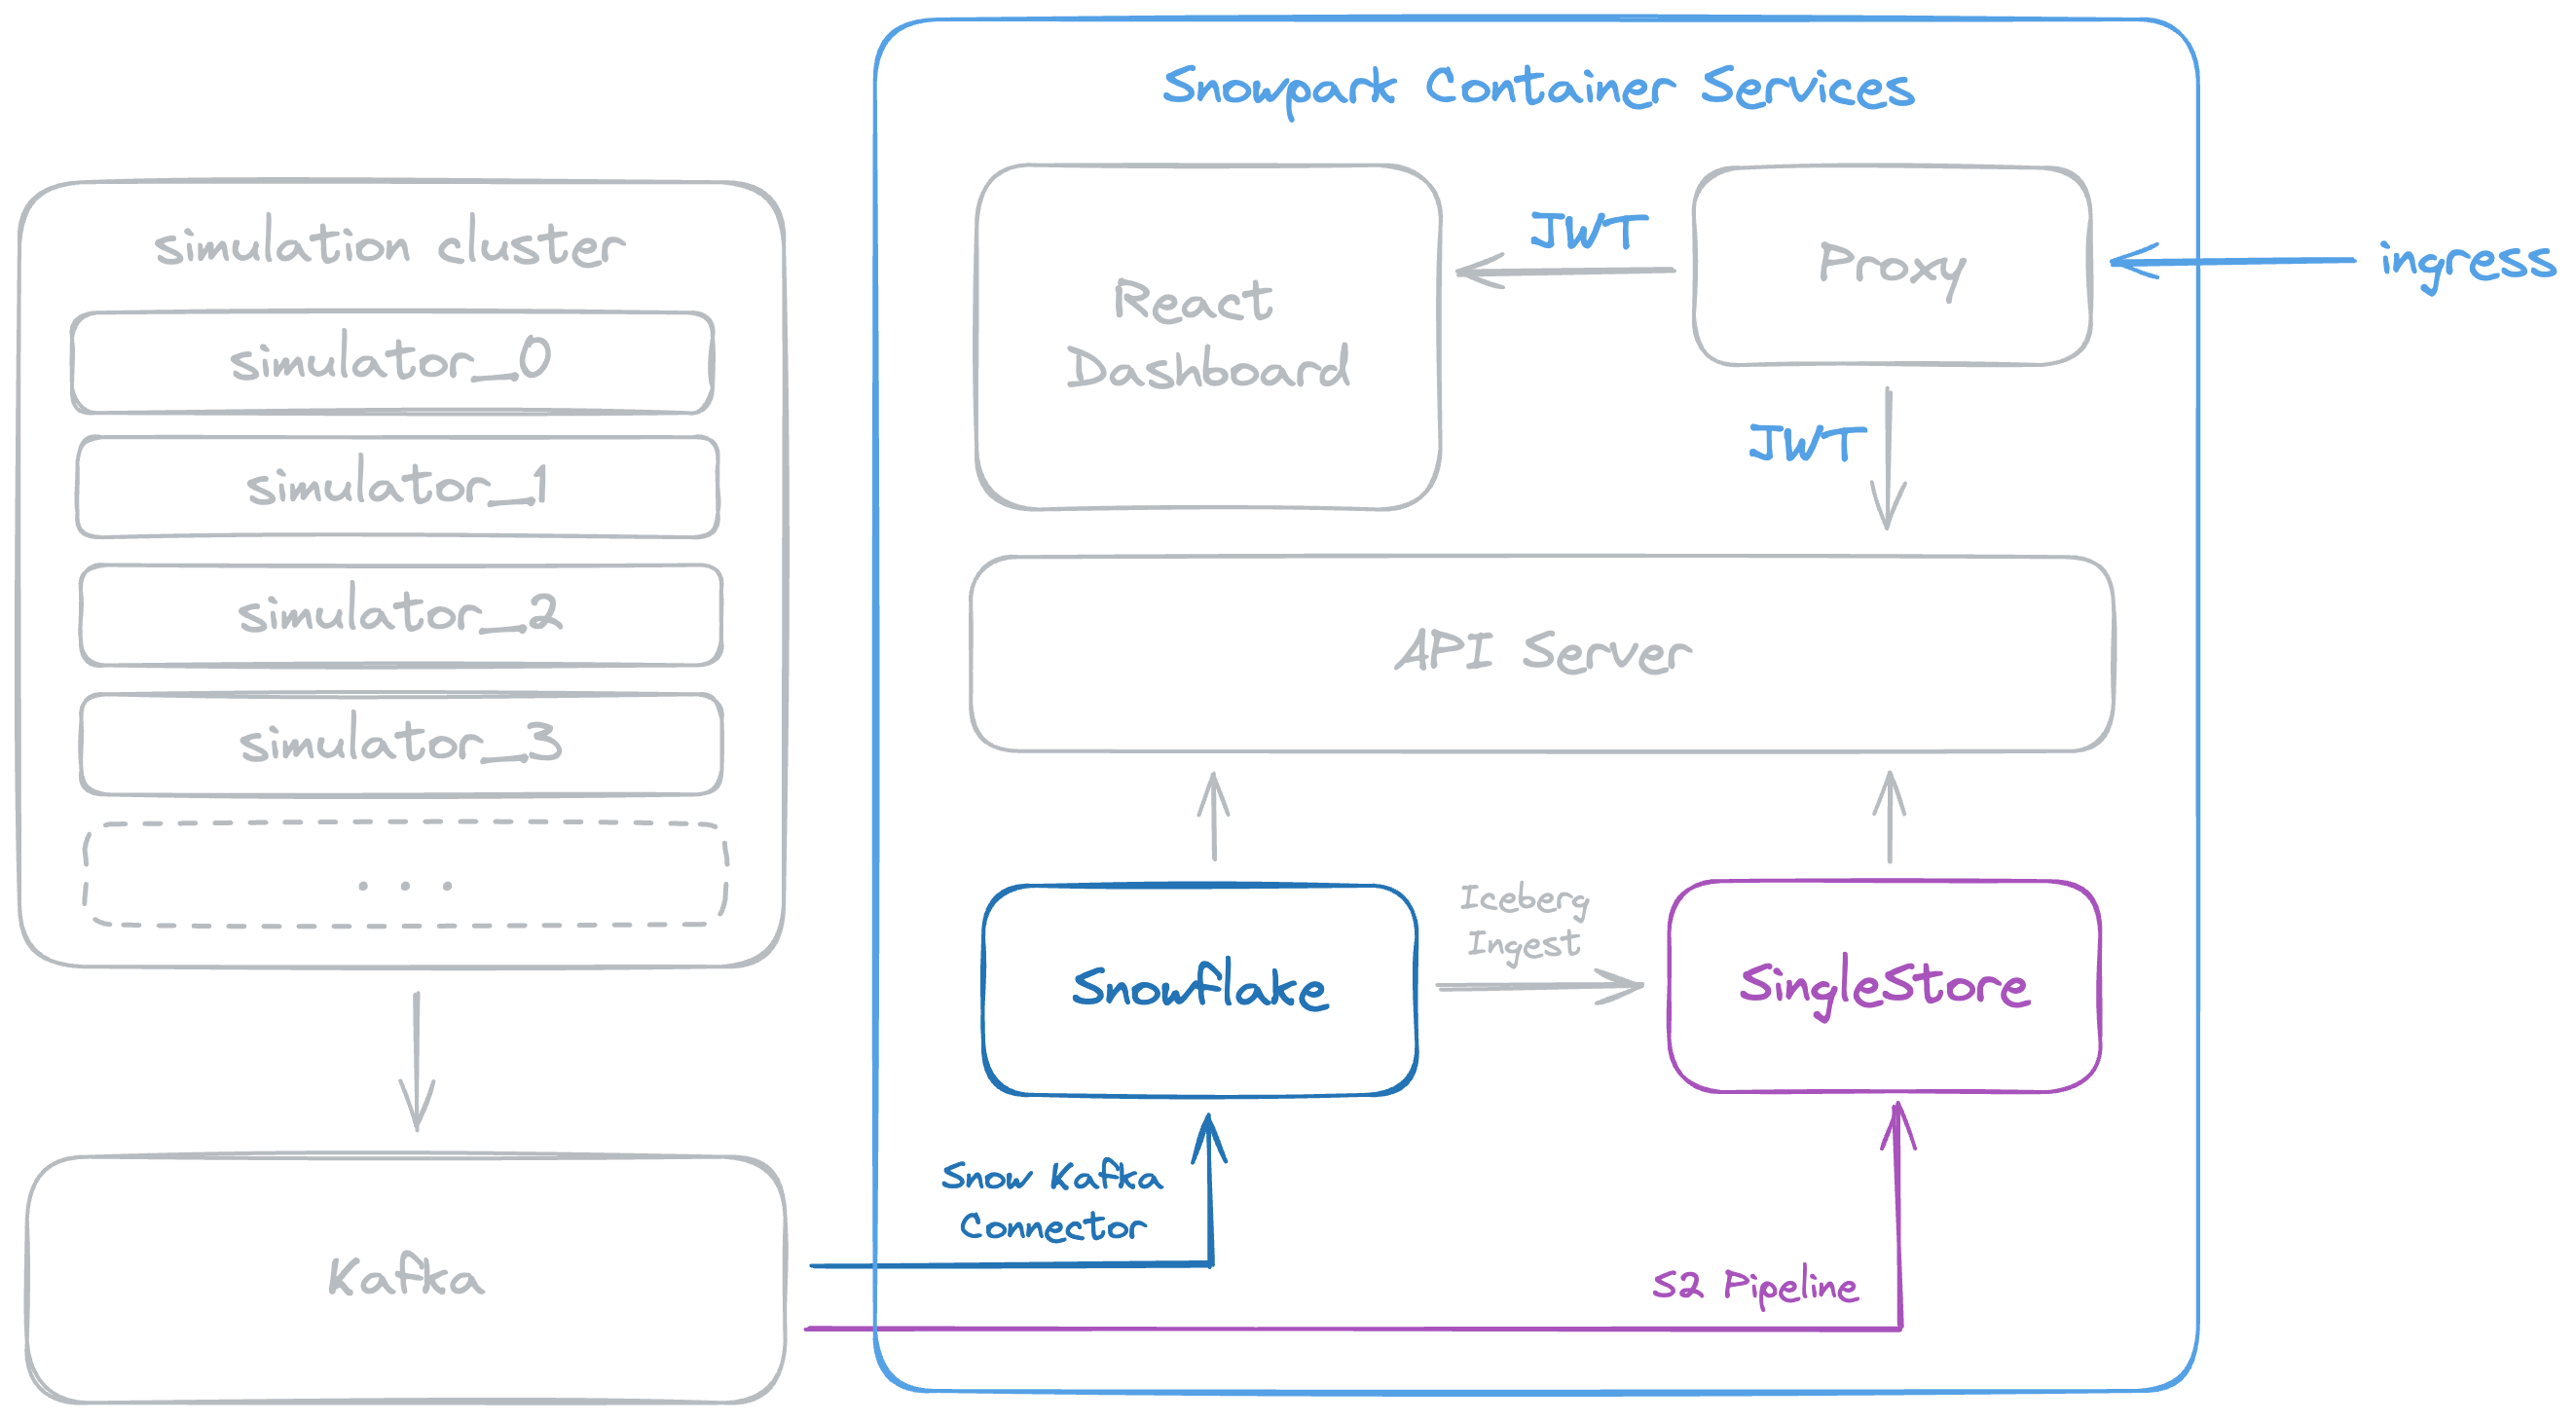 Snowpark Container Services
simulation cluster
simulator_0
simulator_1
simulator_2
simulator_3
. . .
Kafka
React
Dashboard
JWT
Proxy
ingress
JWT
API Server
Snowflake
Iceberg
Ingest
SingleStore
Snow Kafka
Connector
S2 Pipeline